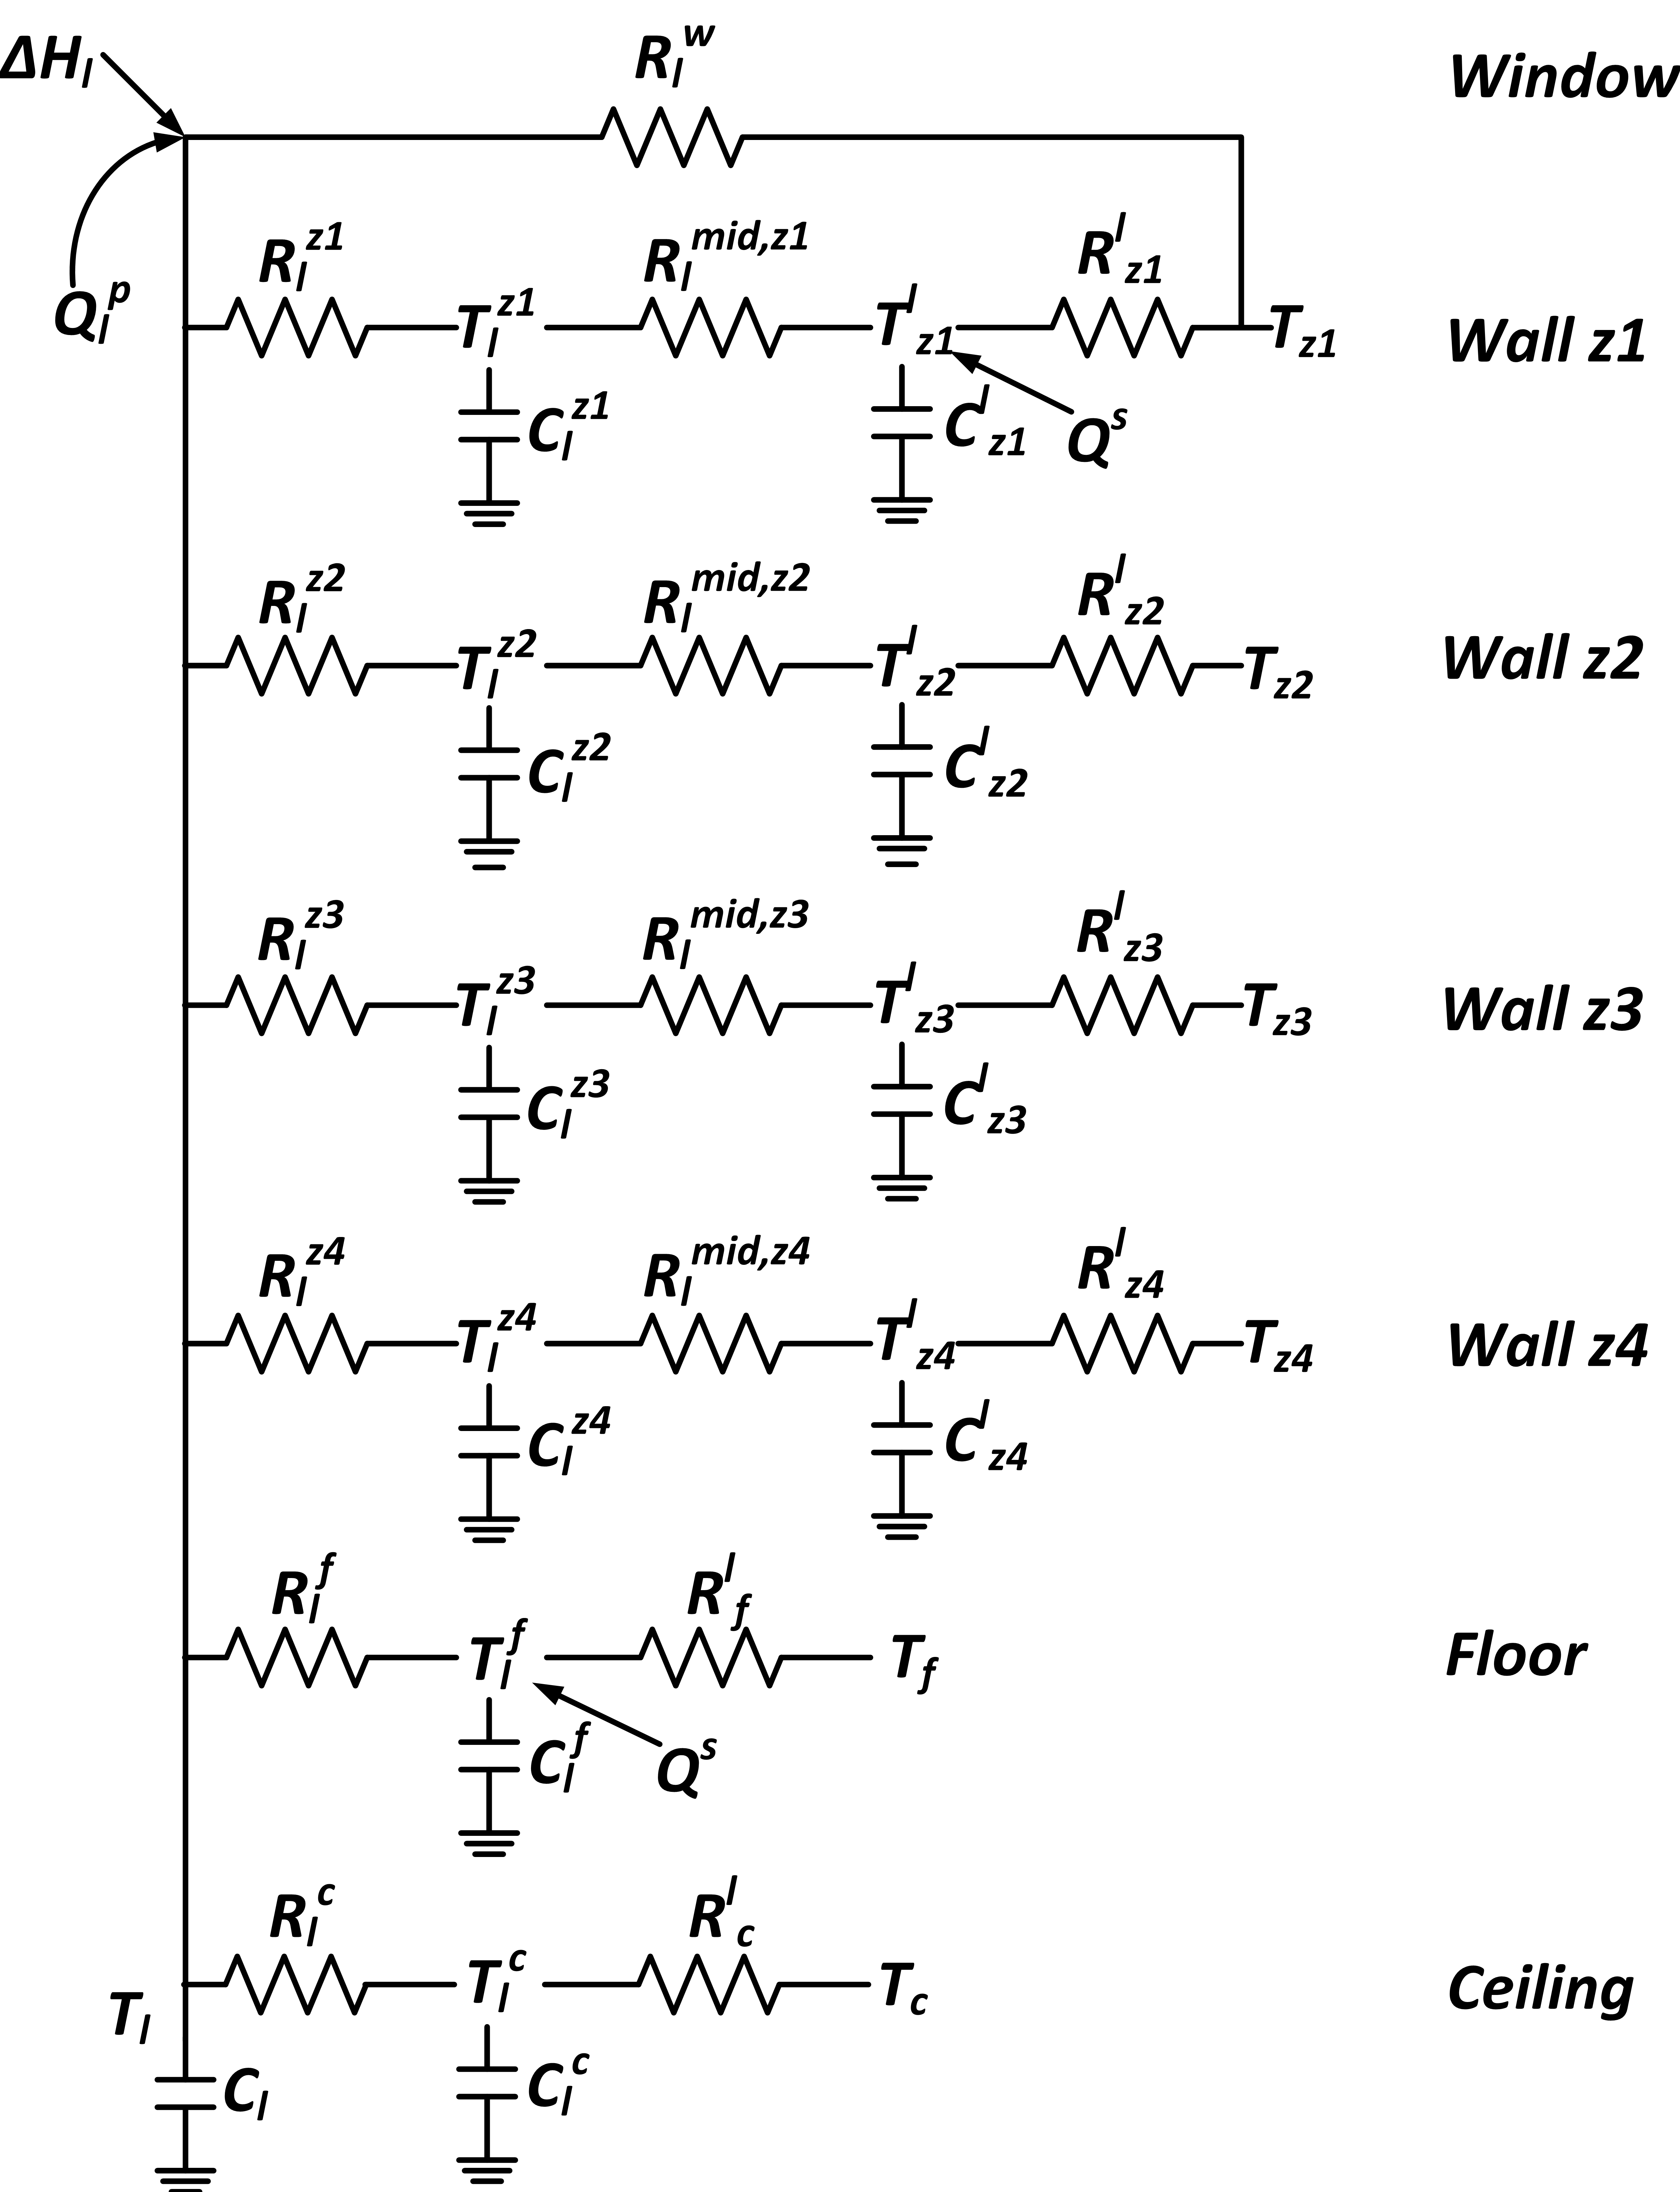 ΔH_l R_l^w Window
R_l^z1 R_l^mid,z1 R^l_z1
Q_l^p T_l^z1 T^l_z1 T_z1 Wall z1
C_l^z1 C^l_z1 Q^s
R_l^z2 R_l^mid,z2 R^l_z2
T_l^z2 T^l_z2 T_z2 Wall z2
C_l^z2 C^l_z2
R_l^z3 R_l^mid,z3 R^l_z3
T_l^z3 T^l_z3 T_z3 Wall z3
C_l^z3 C^l_z3
R_l^z4 R_l^mid,z4 R^l_z4
T_l^z4 T^l_z4 T_z4 Wall z4
C_l^z4 C^l_z4
R_l^f R^l_f
T_l^f T_f Floor
C_l^f Q^s
R_l^c R^l_c
T_l T_l^c T_c Ceiling
C_l C_l^c